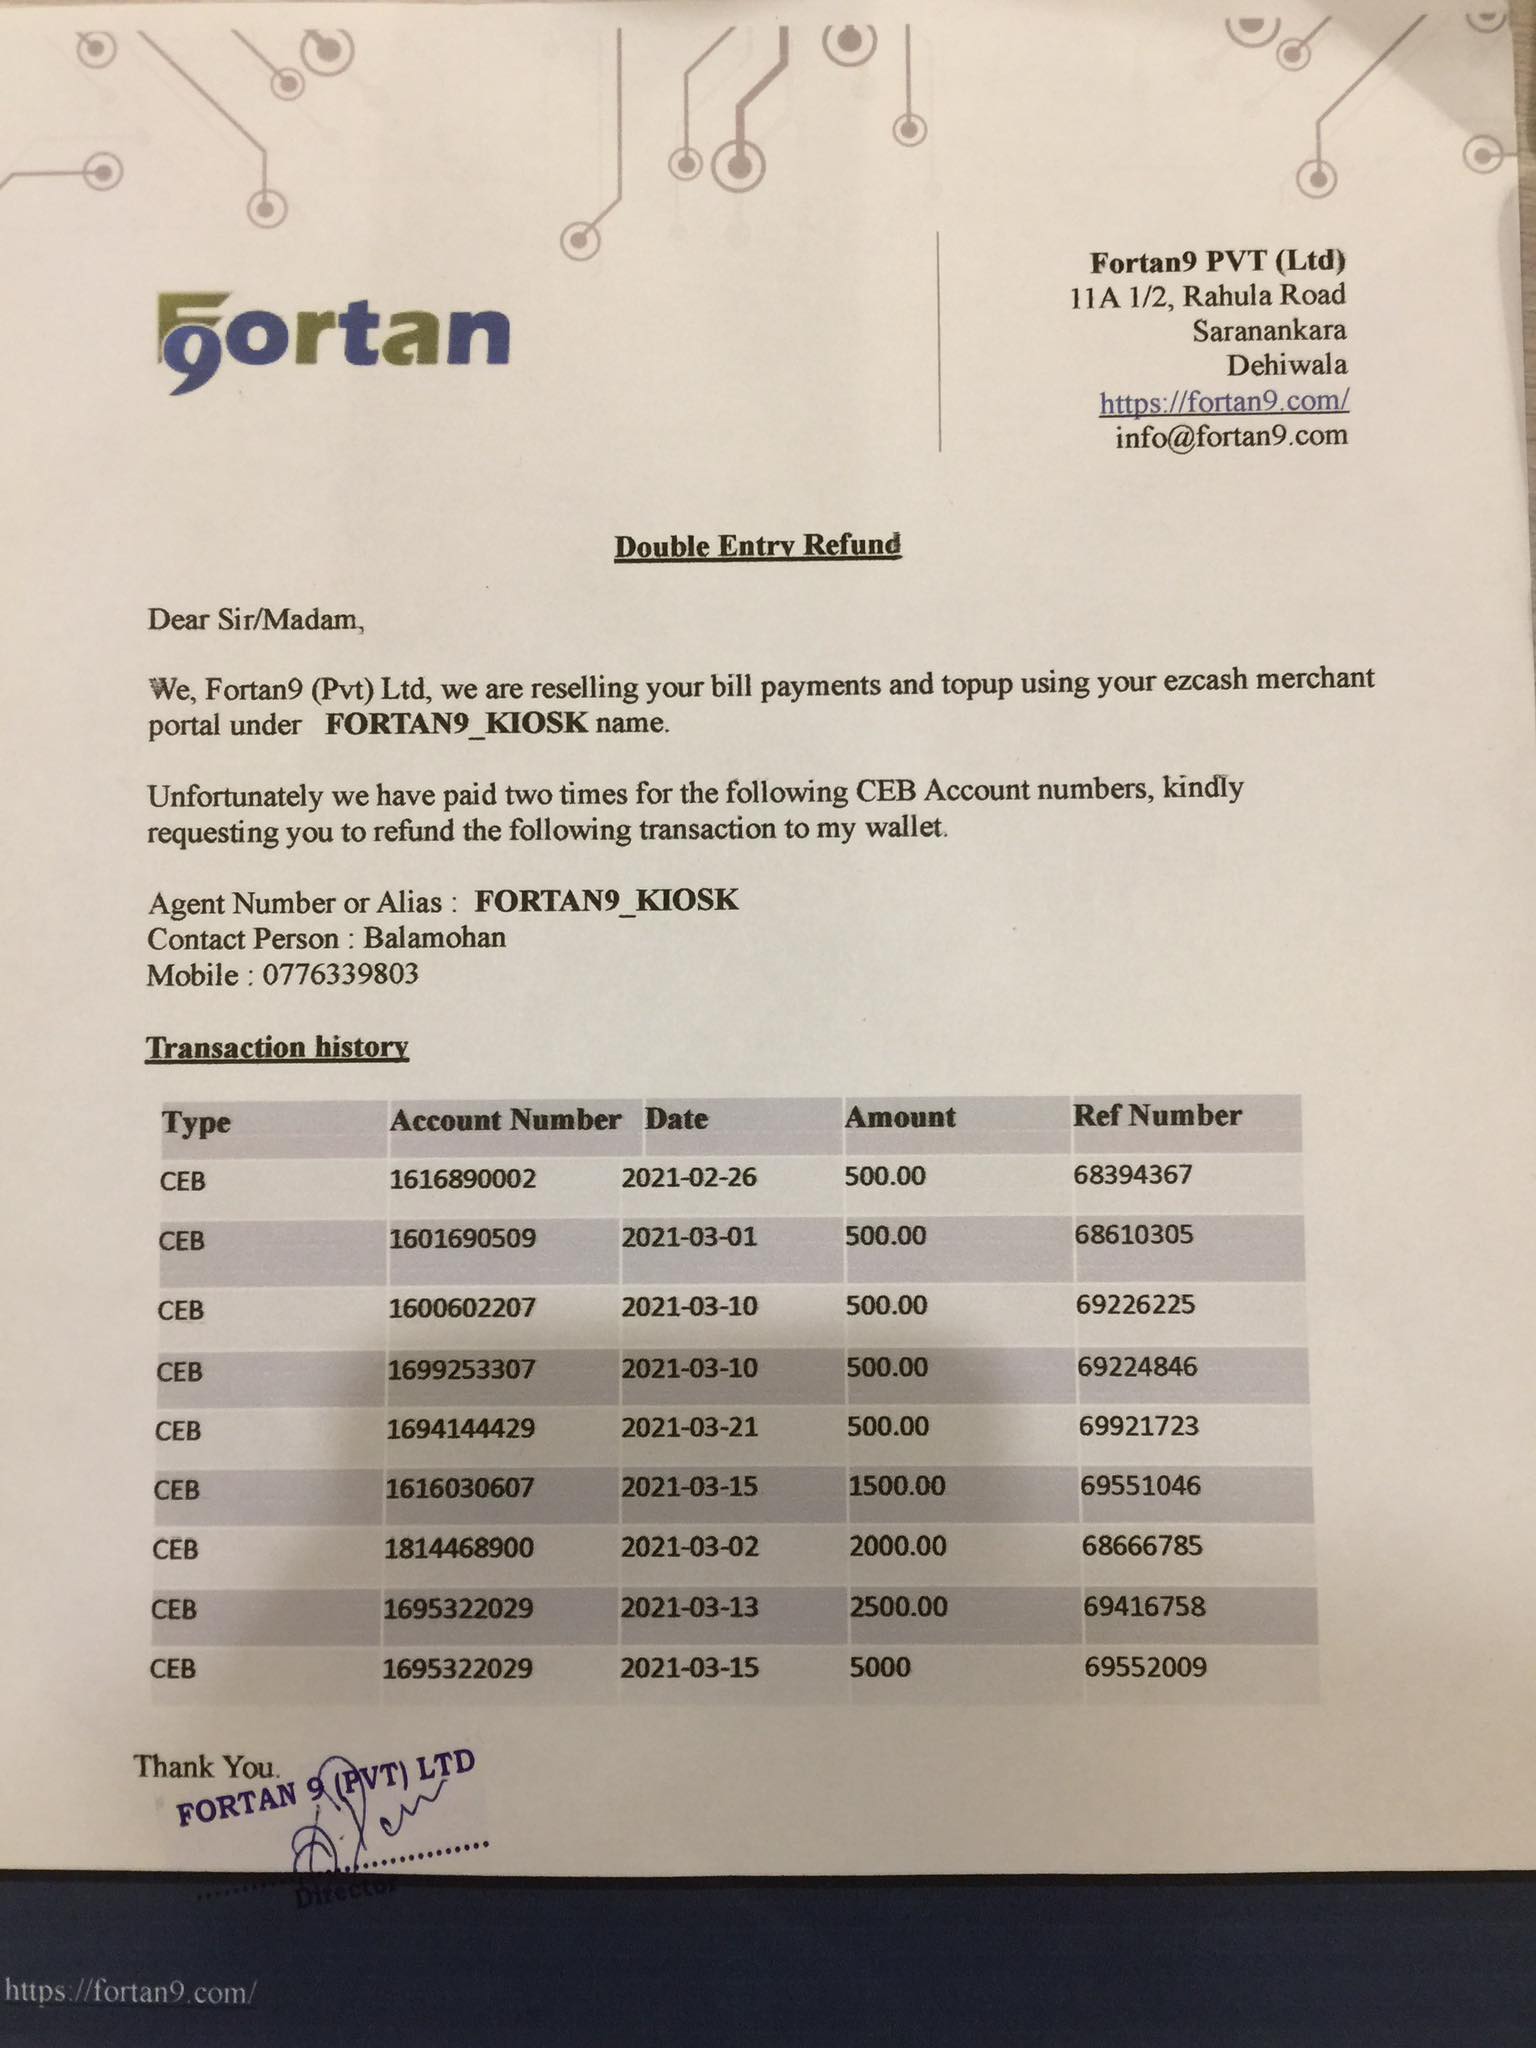 Fortan9 PVT (Ltd)
11A 1/2, Rahula Road
Saranankara
Dehiwala
https://fortan9.com/
info@fortan9.com
F9ortan
Double Entry Refund
Dear Sir/Madam,
We, Fortan9 (Pvt) Ltd, we are reselling your bill payments and topup using your ezcash merchant
portal under FORTAN9_KIOSK name.
Unfortunately we have paid two times for the following CEB Account numbers, kindly
requesting you to refund the following transaction to my wallet.
Agent Number or Alias : FORTAN9_KIOSK
Contact Person : Balamohan
Mobile : 0776339803
Transaction history
Type Account Number Date Amount Ref Number
CEB 1616890002 2021-02-26 500.00 68394367
CEB 1601690509 2021-03-01 500.00 68610305
CEB 1600602207 2021-03-10 500.00 69226225
CEB 1699253307 2021-03-10 500.00 69224846
CEB 1694144429 2021-03-21 500.00 69921723
CEB 1616030607 2021-03-15 1500.00 69551046
CEB 1814468900 2021-03-02 2000.00 68666785
CEB 1695322029 2021-03-13 2500.00 69416758
CEB 1695322029 2021-03-15 5000 69552009
Thank You.
FORTAN 9 (PVT) LTD
Director
https://fortan9.com/